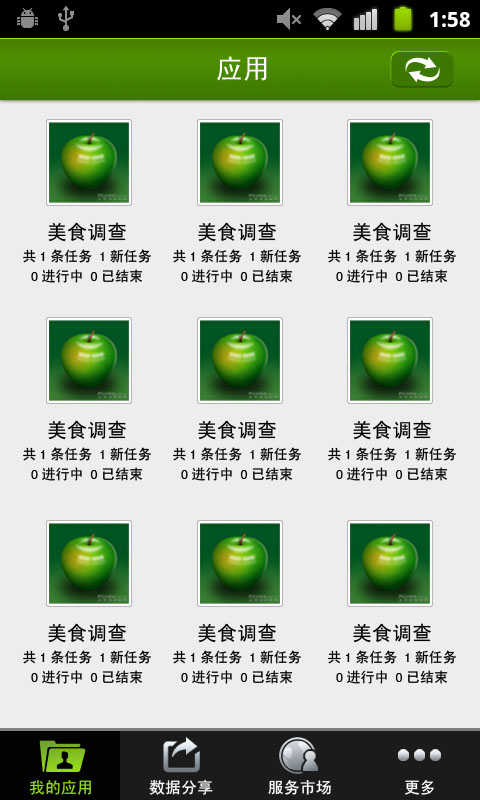 1:58
应用
美食调查 美食调查 美食调查
共 1 条任务 1 新任务 共 1 条任务 1 新任务 共 1 条任务 1 新任务
0 进行中 0 已结束 0 进行中 0 已结束 0 进行中 0 已结束
美食调查 美食调查 美食调查
共 1 条任务 1 新任务 共 1 条任务 1 新任务 共 1 条任务 1 新任务
0 进行中 0 已结束 0 进行中 0 已结束 0 进行中 0 已结束
美食调查 美食调查 美食调查
共 1 条任务 1 新任务 共 1 条任务 1 新任务 共 1 条任务 1 新任务
0 进行中 0 已结束 0 进行中 0 已结束 0 进行中 0 已结束
我的应用 数据分享 服务市场 更多